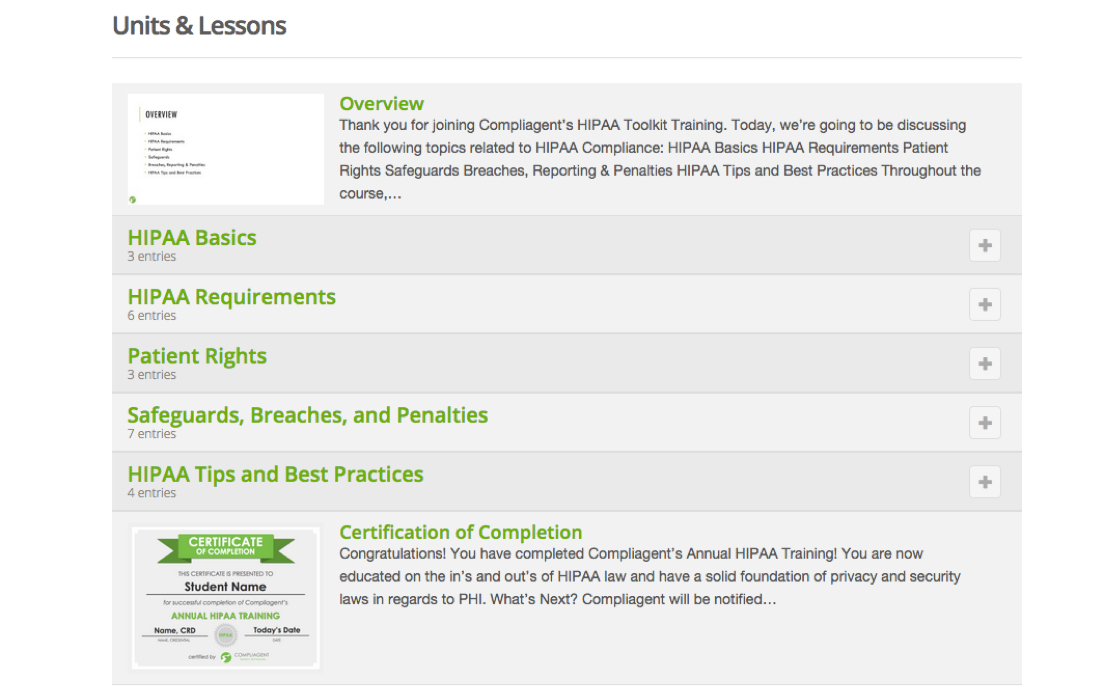 Units & Lessons
OVERVIEW
HIPAA Basics
HIPAA Requirements
Patient Rights
Safeguards
Breaches, Reporting & Penalties
HIPAA Tips and Best Practices
Overview
Thank you for joining Compliagent's HIPAA Toolkit Training. Today, we're going to be discussing
the following topics related to HIPAA Compliance: HIPAA Basics HIPAA Requirements Patient
Rights Safeguards Breaches, Reporting & Penalties HIPAA Tips and Best Practices Throughout the
course,...
HIPAA Basics
3 entries
HIPAA Requirements
6 entries
Patient Rights
3 entries
Safeguards, Breaches, and Penalties
7 entries
HIPAA Tips and Best Practices
4 entries
CERTIFICATE
OF COMPLETION
THIS CERTIFICATE IS PRESENTED TO
Student Name
for successful completion of Compliagent's
ANNUAL HIPAA TRAINING
Name, CRD
HIPAA
Today's Date
DATE
certified by
COMPLIAGENT
Certification of Completion
Congratulations! You have completed Compliagent's Annual HIPAA Training! You are now
educated on the in's and out's of HIPAA law and have a solid foundation of privacy and security
laws in regards to PHI. What's Next? Compliagent will be notified...